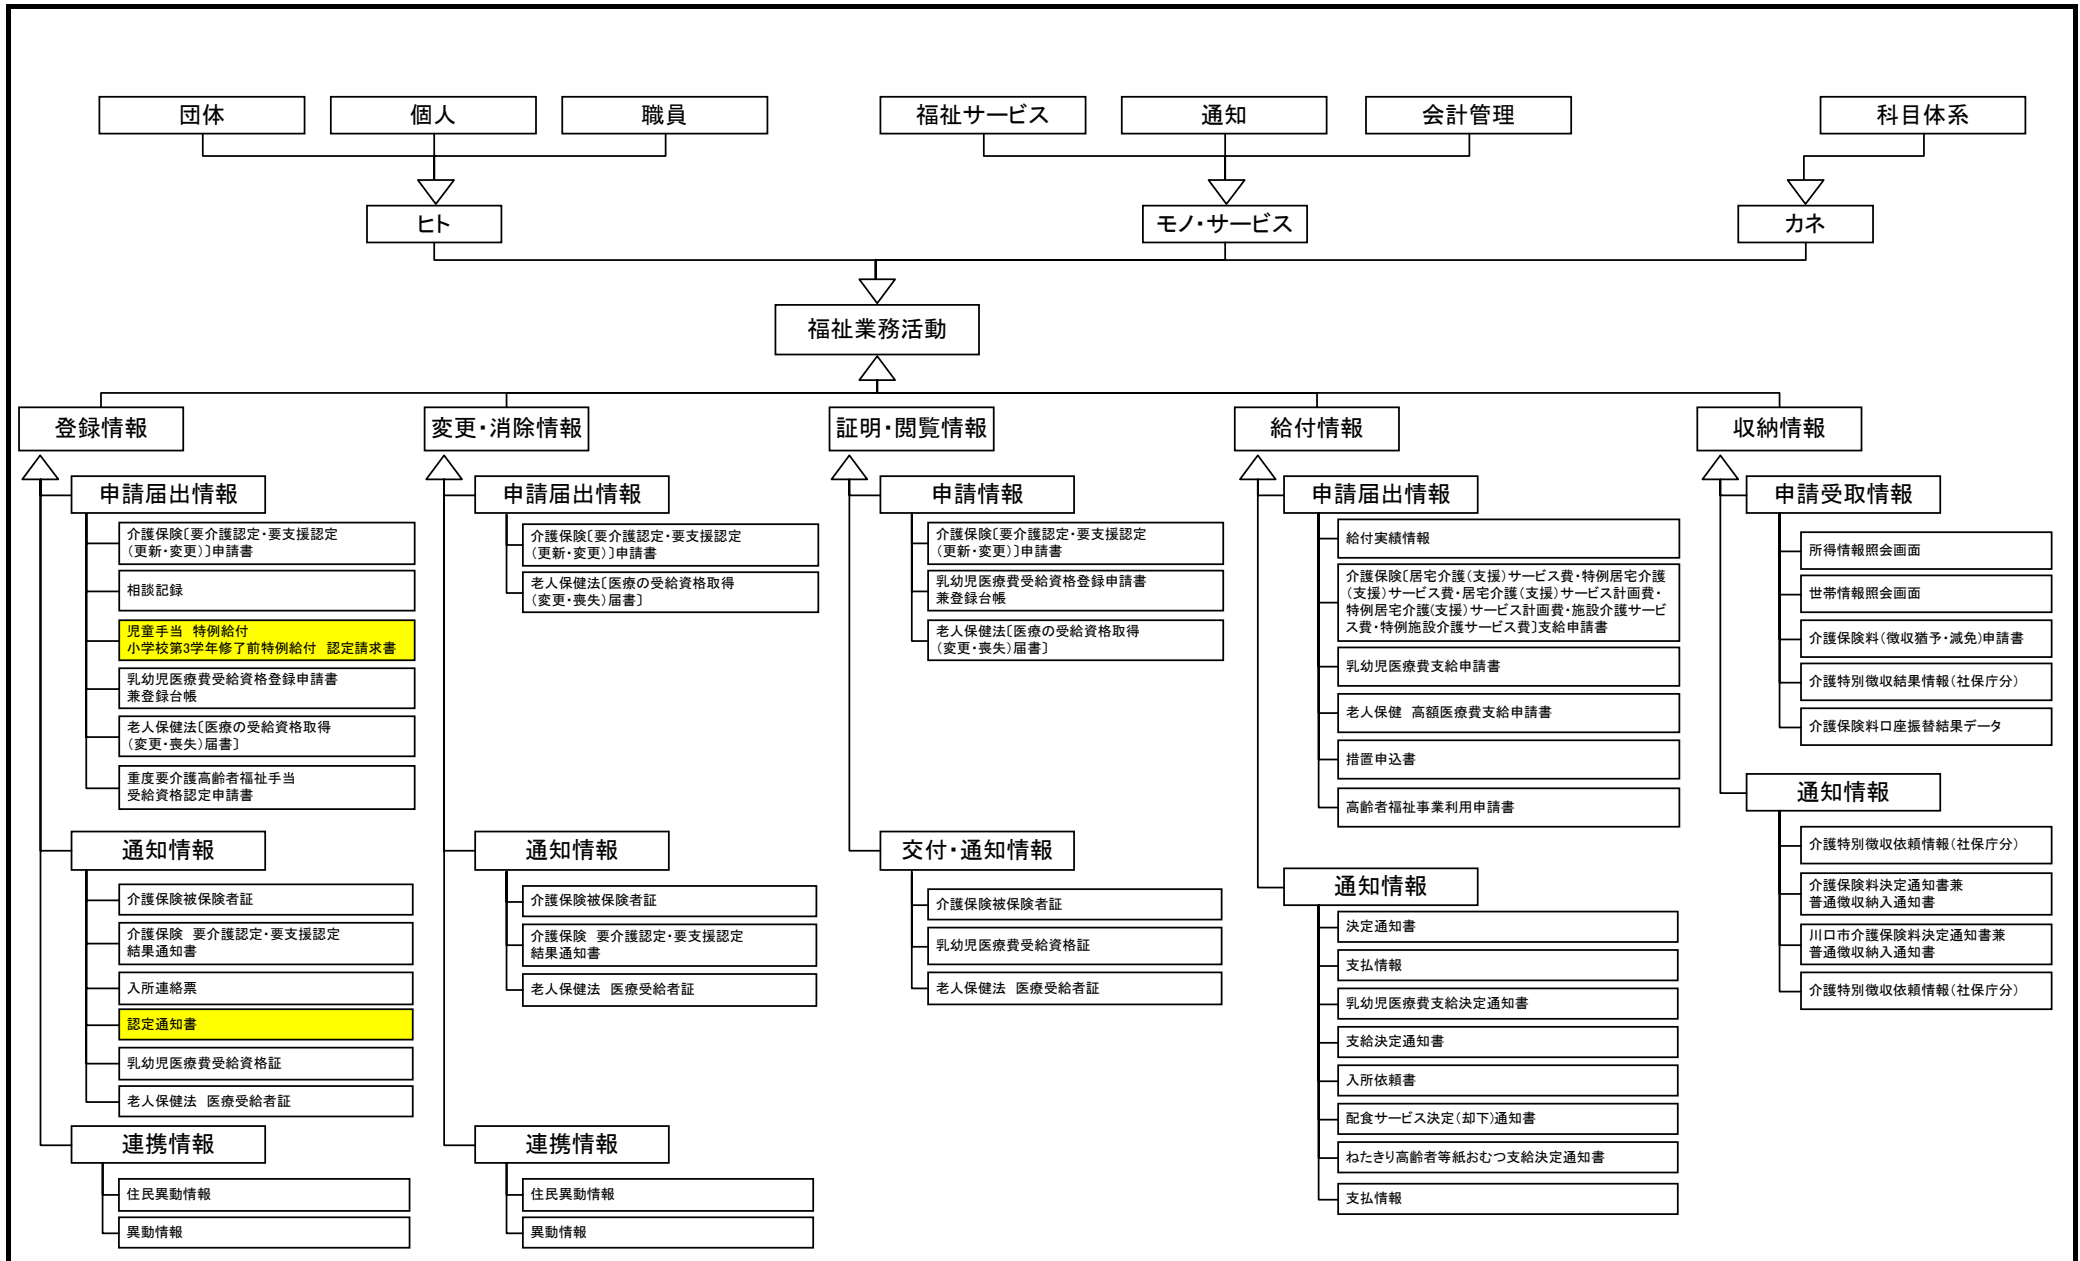 団体
個人
職員
福祉サービス
通知
会計管理
科目体系
ヒト
モノ・サービス
カネ
福祉業務活動
登録情報
変更・消除情報
証明・閲覧情報
給付情報
収納情報
申請届出情報
介護保険〔要介護認定・要支援認定
(更新・変更)〕申請書
相談記録
児童手当 特例給付
小学校第3学年修了前特例給付 認定請求書
乳幼児医療費受給資格登録申請書
兼登録台帳
老人保健法〔医療の受給資格取得
(変更・喪失)届書〕
重度要介護高齢者福祉手当
受給資格認定申請書
通知情報
介護保険被保険者証
介護保険 要介護認定・要支援認定
結果通知書
入所連絡票
認定通知書
乳幼児医療費受給資格証
老人保健法 医療受給者証
連携情報
住民異動情報
異動情報
申請届出情報
介護保険〔要介護認定・要支援認定
(更新・変更)〕申請書
老人保健法〔医療の受給資格取得
(変更・喪失)届書〕
通知情報
介護保険被保険者証
介護保険 要介護認定・要支援認定
結果通知書
老人保健法 医療受給者証
連携情報
住民異動情報
異動情報
申請情報
介護保険〔要介護認定・要支援認定
(更新・変更)〕申請書
乳幼児医療費受給資格登録申請書
兼登録台帳
老人保健法〔医療の受給資格取得
(変更・喪失)届書〕
交付・通知情報
介護保険被保険者証
乳幼児医療費受給資格証
老人保健法 医療受給者証
申請届出情報
給付実績情報
介護保険〔居宅介護(支援)サービス費・特例居宅介護
(支援)サービス費・居宅介護(支援)サービス計画費・
特例居宅介護(支援)サービス計画費・施設介護サービ
ス費・特例施設介護サービス費〕支給申請書
乳幼児医療費支給申請書
老人保健 高額医療費支給申請書
措置申込書
高齢者福祉事業利用申請書
通知情報
決定通知書
支払情報
乳幼児医療費支給決定通知書
支給決定通知書
入所依頼書
配食サービス決定(却下)通知書
ねたきり高齢者等紙おむつ支給決定通知書
支払情報
申請受取情報
所得情報照会画面
世帯情報照会画面
介護保険料(徴収猶予・減免)申請書
介護特別徴収結果情報(社保庁分)
介護保険料口座振替結果データ
通知情報
介護特別徴収依頼情報(社保庁分)
介護保険料決定通知書兼
普通徴収納入通知書
川口市介護保険料決定通知書兼
普通徴収納入通知書
介護特別徴収依頼情報(社保庁分)